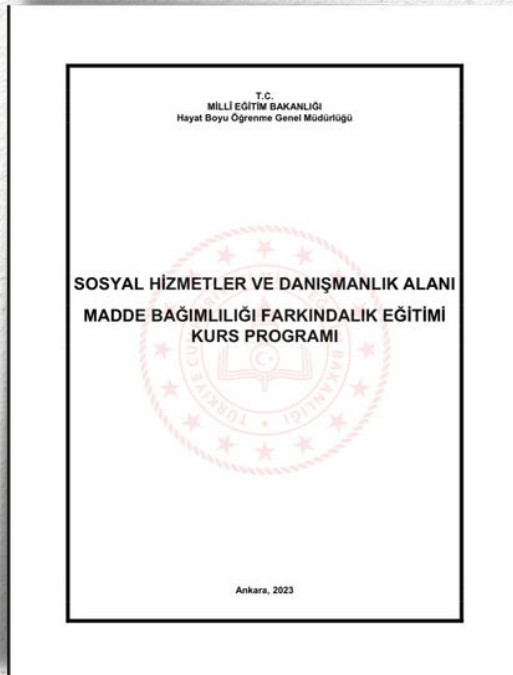 T.C.
MİLLÎ EĞİTİM BAKANLIĞI
Hayat Boyu Öğrenme Genel Müdürlüğü
SOSYAL HİZMETLER VE DANIŞMANLIK ALANI
MADDE BAĞIMLILIĞI FARKINDALIK EĞİTİMİ
KURS PROGRAMI
Ankara, 2023